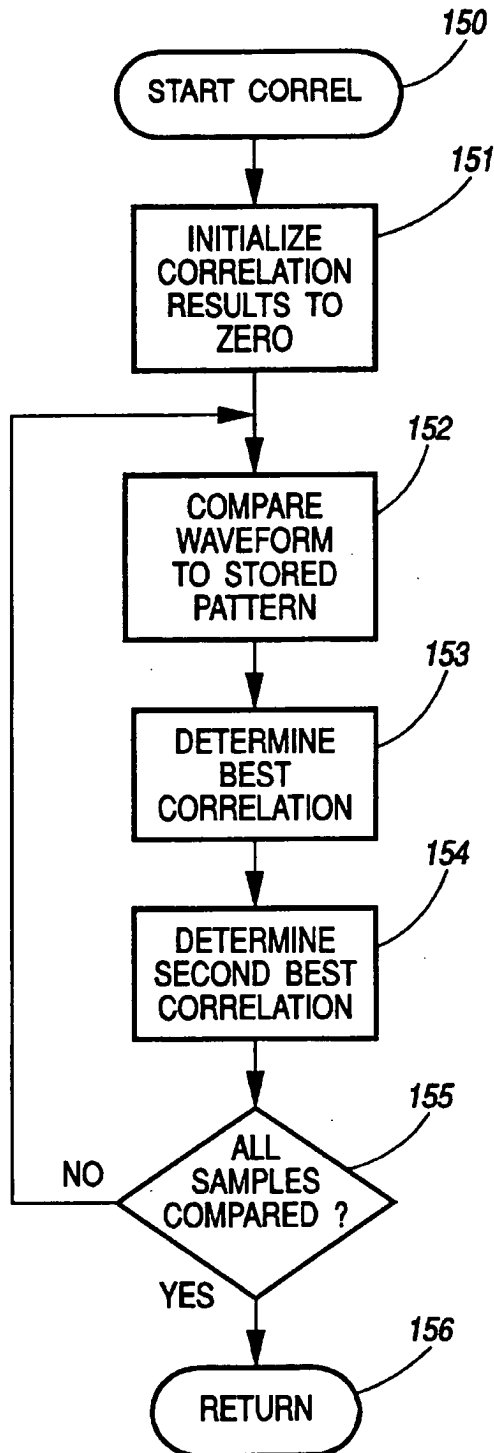 150
START CORREL
151
INITIALIZE
CORRELATION
RESULTS TO
ZERO
152
COMPARE
WAVEFORM
TO STORED
PATTERN
153
DETERMINE
BEST
CORRELATION
154
DETERMINE
SECOND BEST
CORRELATION
155
ALL
SAMPLES
COMPARED ?
NO
YES
156
RETURN